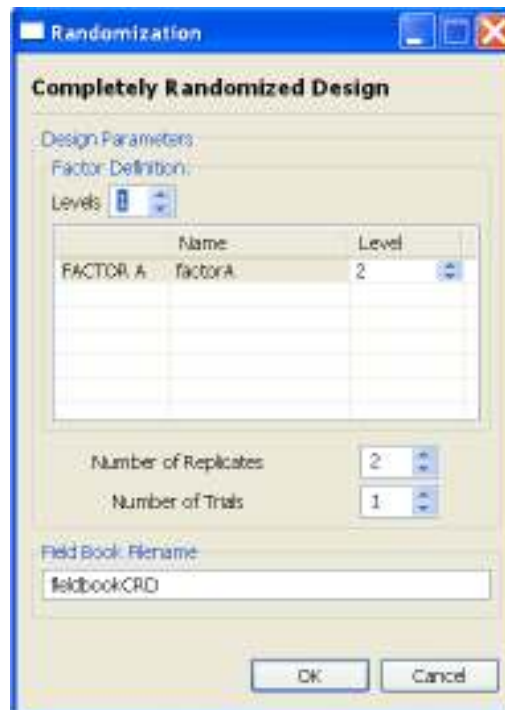 Randomization
Completely Randomized Design
Design Parameters
Factor Definition:
Levels 1
Name Level
FACTOR A factorA 2
Number of Replicates 2
Number of Trials 1
Field Book Filename
fieldbookCRD
OK Cancel